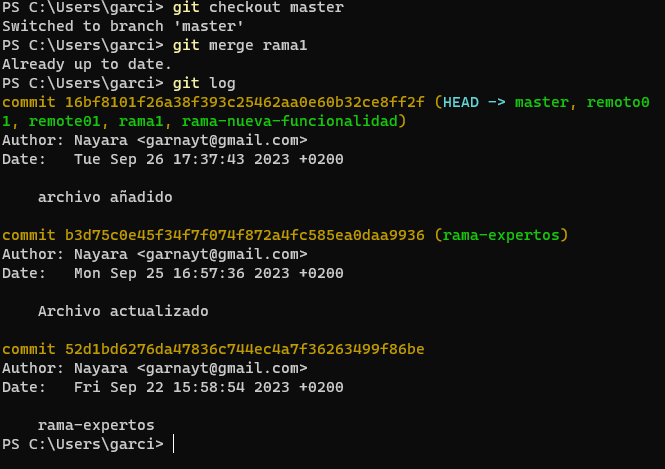 PS C:\Users\garci> git checkout master
Switched to branch 'master'
PS C:\Users\garci> git merge rama1
Already up to date.
PS C:\Users\garci> git log
commit 16bf8101f26a38f393c25462aa0e60b32ce8ff2f (HEAD -> master, remoto0
1, remote01, rama1, rama-nueva-funcionalidad)
Author: Nayara <garnayt@gmail.com>
Date:   Tue Sep 26 17:37:43 2023 +0200

    archivo añadido

commit b3d75c0e45f34f7f074f872a4fc585ea0daa9936 (rama-expertos)
Author: Nayara <garnayt@gmail.com>
Date:   Mon Sep 25 16:57:36 2023 +0200

    Archivo actualizado

commit 52d1bd6276da47836c744ec4a7f36263499f86be
Author: Nayara <garnayt@gmail.com>
Date:   Fri Sep 22 15:58:54 2023 +0200

    rama-expertos
PS C:\Users\garci>